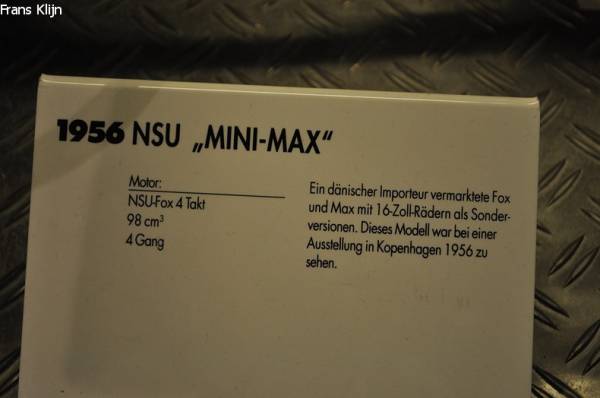 Frans Klijn
1956 NSU „MINI-MAX“
Motor:
NSU-Fox 4 Takt
98 cm³
4 Gang
Ein dänischer Importeur vermarktete Fox
und Max mit 16-Zoll-Rädern als Sonder-
versionen. Dieses Modell war bei einer
Ausstellung in Kopenhagen 1956 zu
sehen.